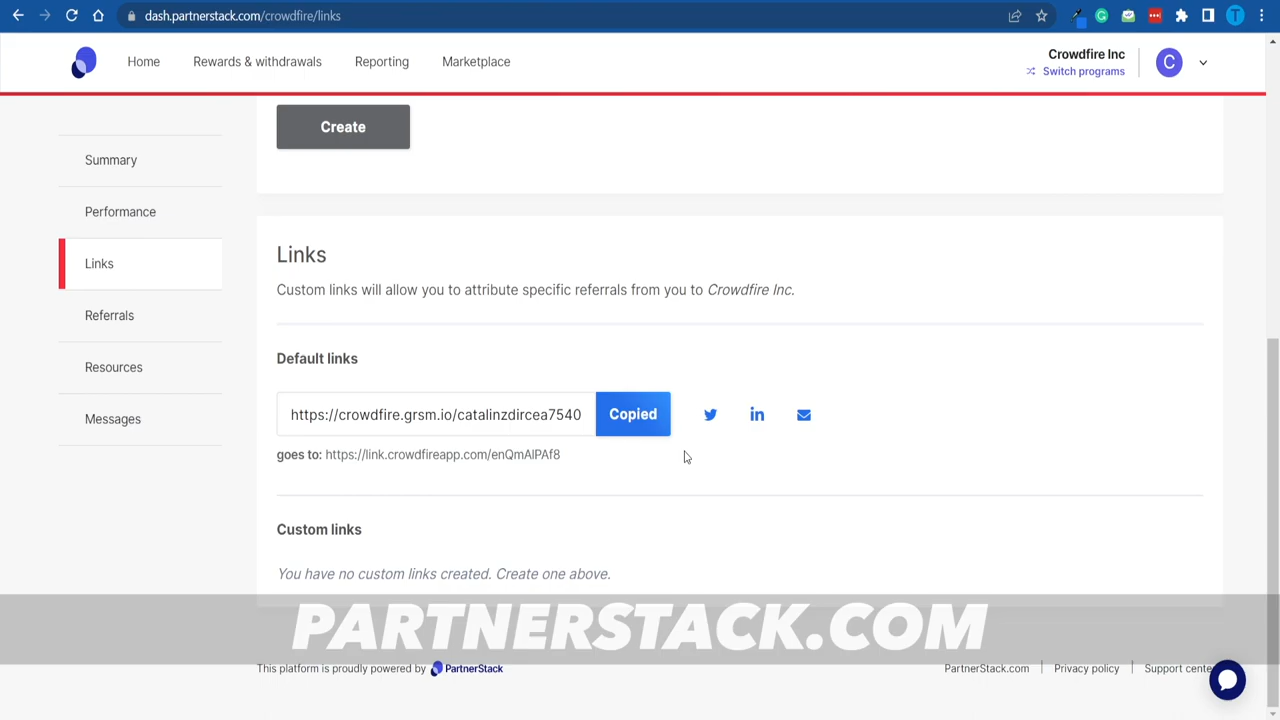 dash.partnerstack.com/crowdfire/links
T
Home
Rewards & withdrawals
Reporting
Marketplace
Crowdfire Inc
Switch programs
C
Create
Summary
Performance
Links
Referrals
Resources
Messages
Links
Custom links will allow you to attribute specific referrals from you to Crowdfire Inc.
Default links
https://crowdfire.grsm.io/catalinzdircea7540
Copied
goes to: https://link.crowdfireapp.com/enQmAlPAf8
Custom links
You have no custom links created. Create one above.
PARTNERSTACK.COM
This platform is proudly powered by PartnerStack
PartnerStack.com
Privacy policy
Support cente